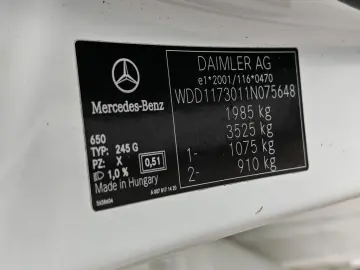 Mercedes-Benz
650
TYP: 245 G
PZ: X
1,0 % 0,51
Made in Hungary
DAIMLER AG
e1*2001/116*0470
WDD1173011N075648
1985 kg
3525 kg
1- 1075 kg
2- 910 kg